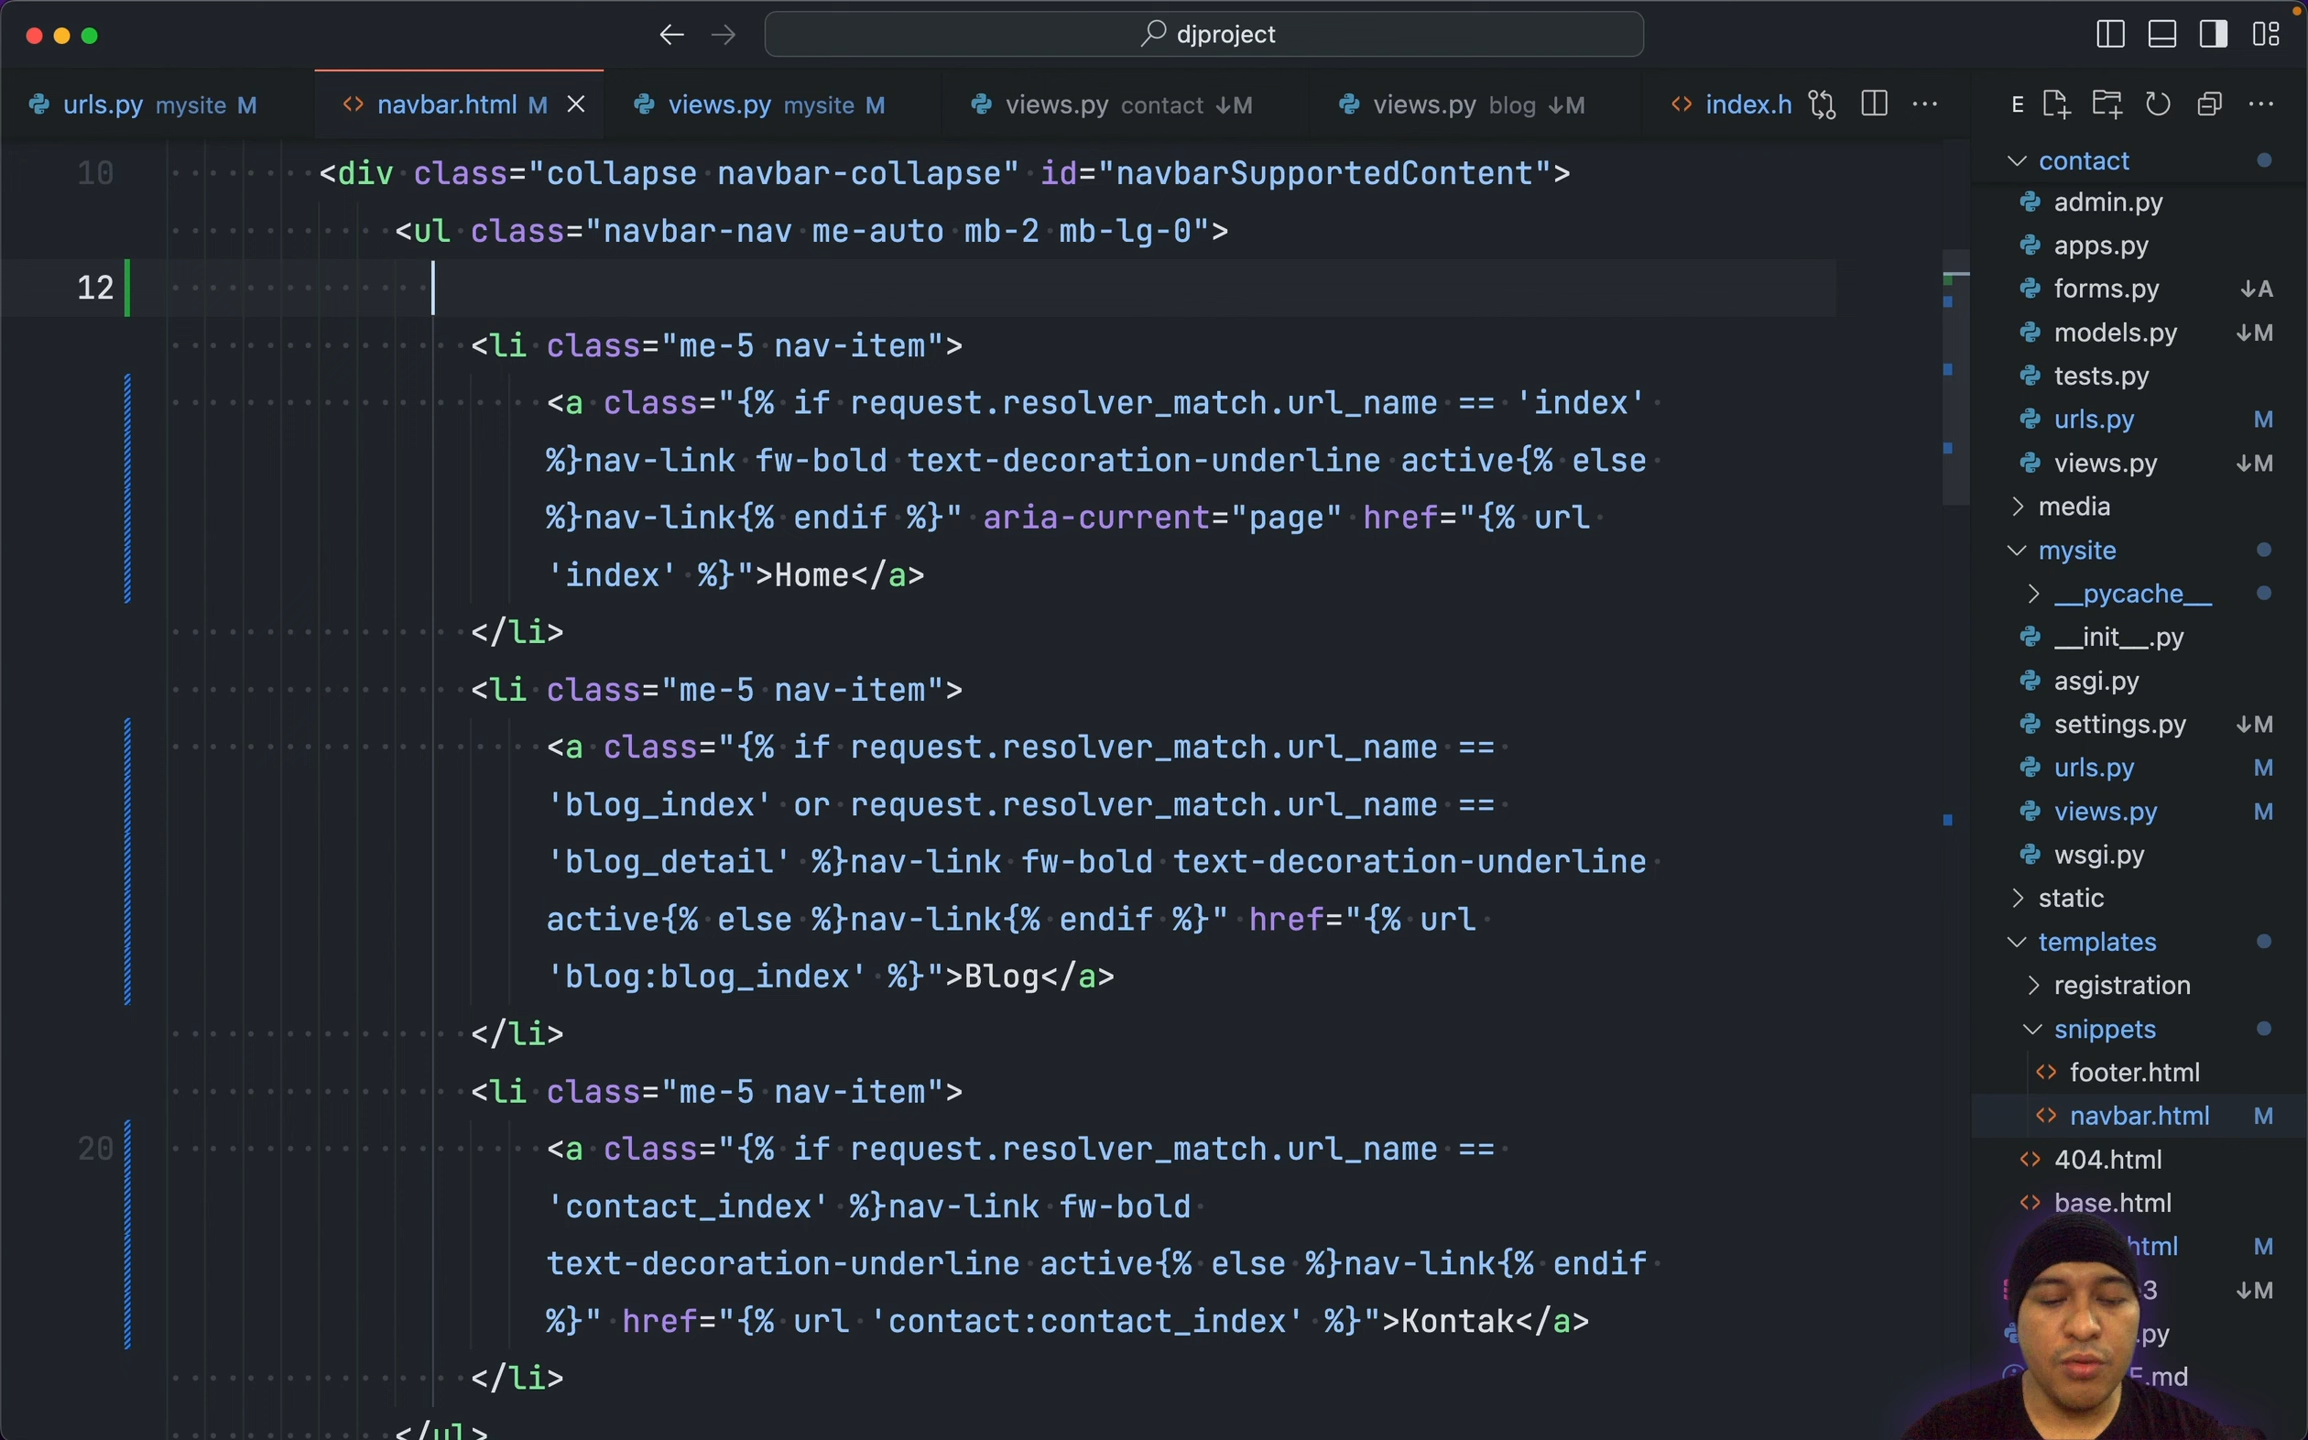 djproject
urls.py mysite M
navbar.html M
views.py mysite M
views.py contact ↓M
views.py blog ↓M
index.h
E
10 <div class="collapse navbar-collapse" id="navbarSupportedContent">
<ul class="navbar-nav me-auto mb-2 mb-lg-0">
12
<li class="me-5 nav-item">
<a class="{% if request.resolver_match.url_name == 'index'
%}nav-link fw-bold text-decoration-underline active{% else
%}nav-link{% endif %}" aria-current="page" href="{% url
'index' %}">Home</a>
</li>
<li class="me-5 nav-item">
<a class="{% if request.resolver_match.url_name ==
'blog_index' or request.resolver_match.url_name ==
'blog_detail' %}nav-link fw-bold text-decoration-underline
active{% else %}nav-link{% endif %}" href="{% url
'blog:blog_index' %}">Blog</a>
</li>
<li class="me-5 nav-item">
20 <a class="{% if request.resolver_match.url_name ==
'contact_index' %}nav-link fw-bold
text-decoration-underline active{% else %}nav-link{% endif
%}" href="{% url 'contact:contact_index' %}">Kontak</a>
</li>
</ul>
contact
admin.py
apps.py
forms.py ↓A
models.py ↓M
tests.py
urls.py M
views.py ↓M
media
mysite
__pycache__
__init__.py
asgi.py
settings.py ↓M
urls.py M
views.py M
wsgi.py
static
templates
registration
snippets
footer.html
navbar.html M
404.html
base.html
html M
3 ↓M
.py
E.md